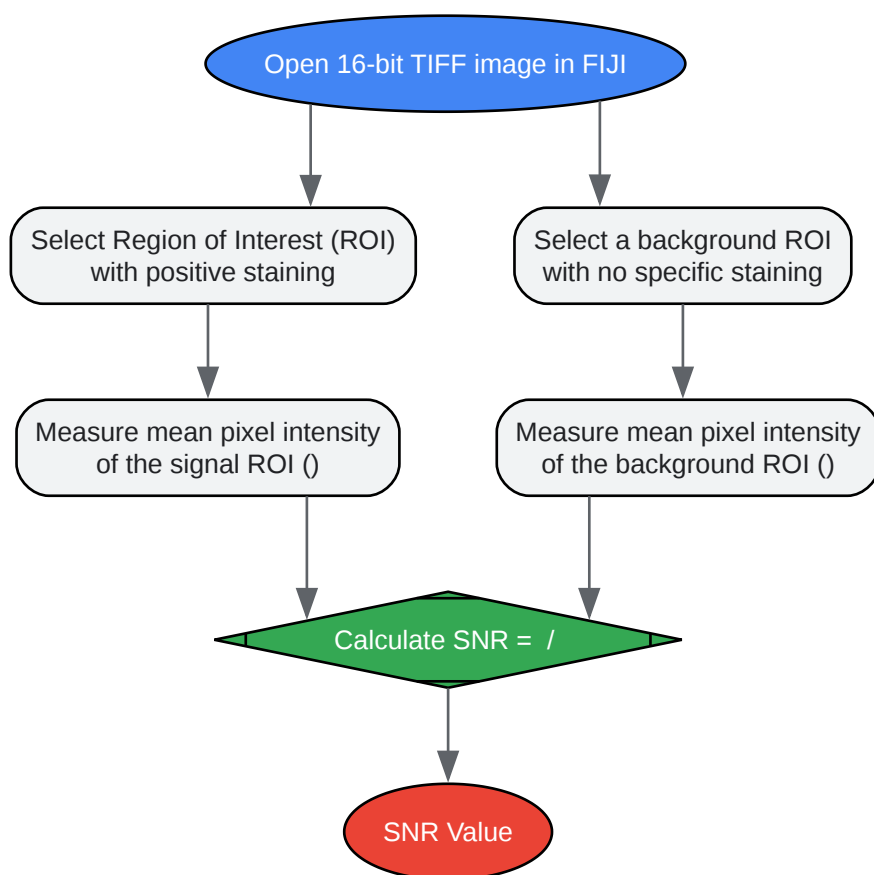 Open 16-bit TIFF image in FIJI
Select Region of Interest (ROI)
with positive staining
Select a background ROI
with no specific staining
Measure mean pixel intensity
of the signal ROI ()
Measure mean pixel intensity
of the background ROI ()
Calculate SNR =  /
SNR Value